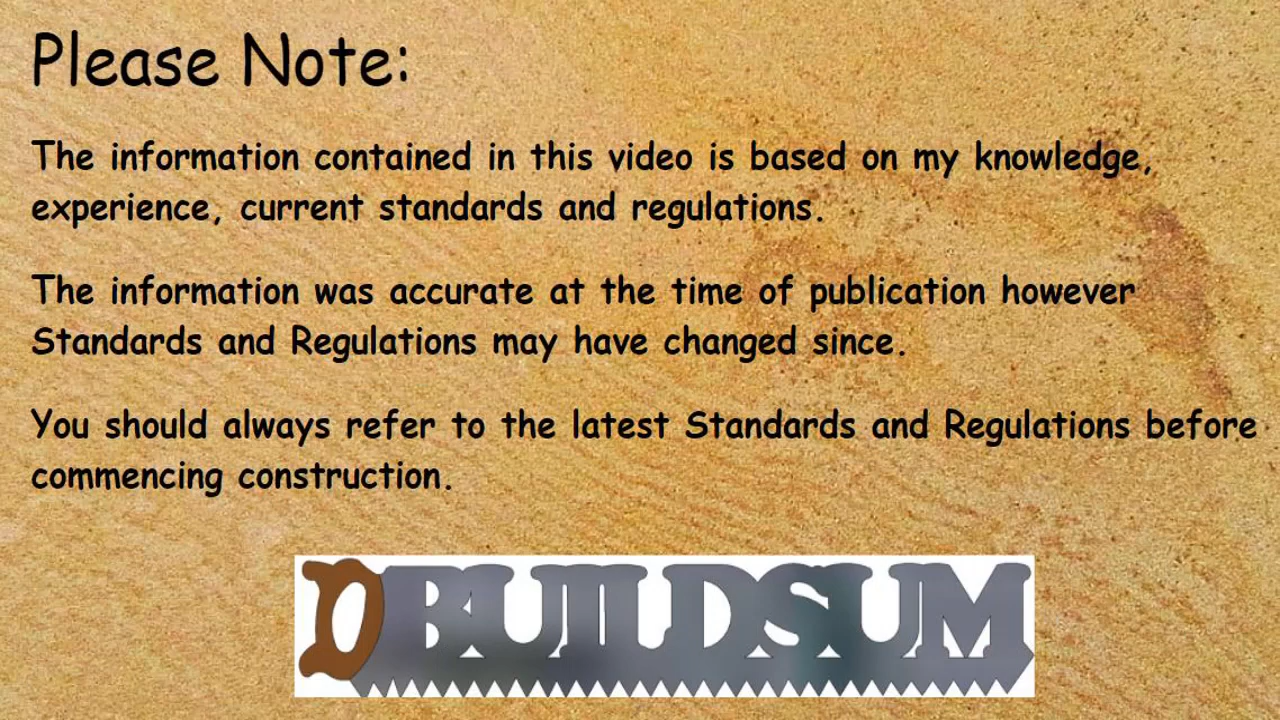 Please Note:
The information contained in this video is based on my knowledge,
experience, current standards and regulations.
The information was accurate at the time of publication however
Standards and Regulations may have changed since.
You should always refer to the latest Standards and Regulations before
commencing construction.
BUILDSUM